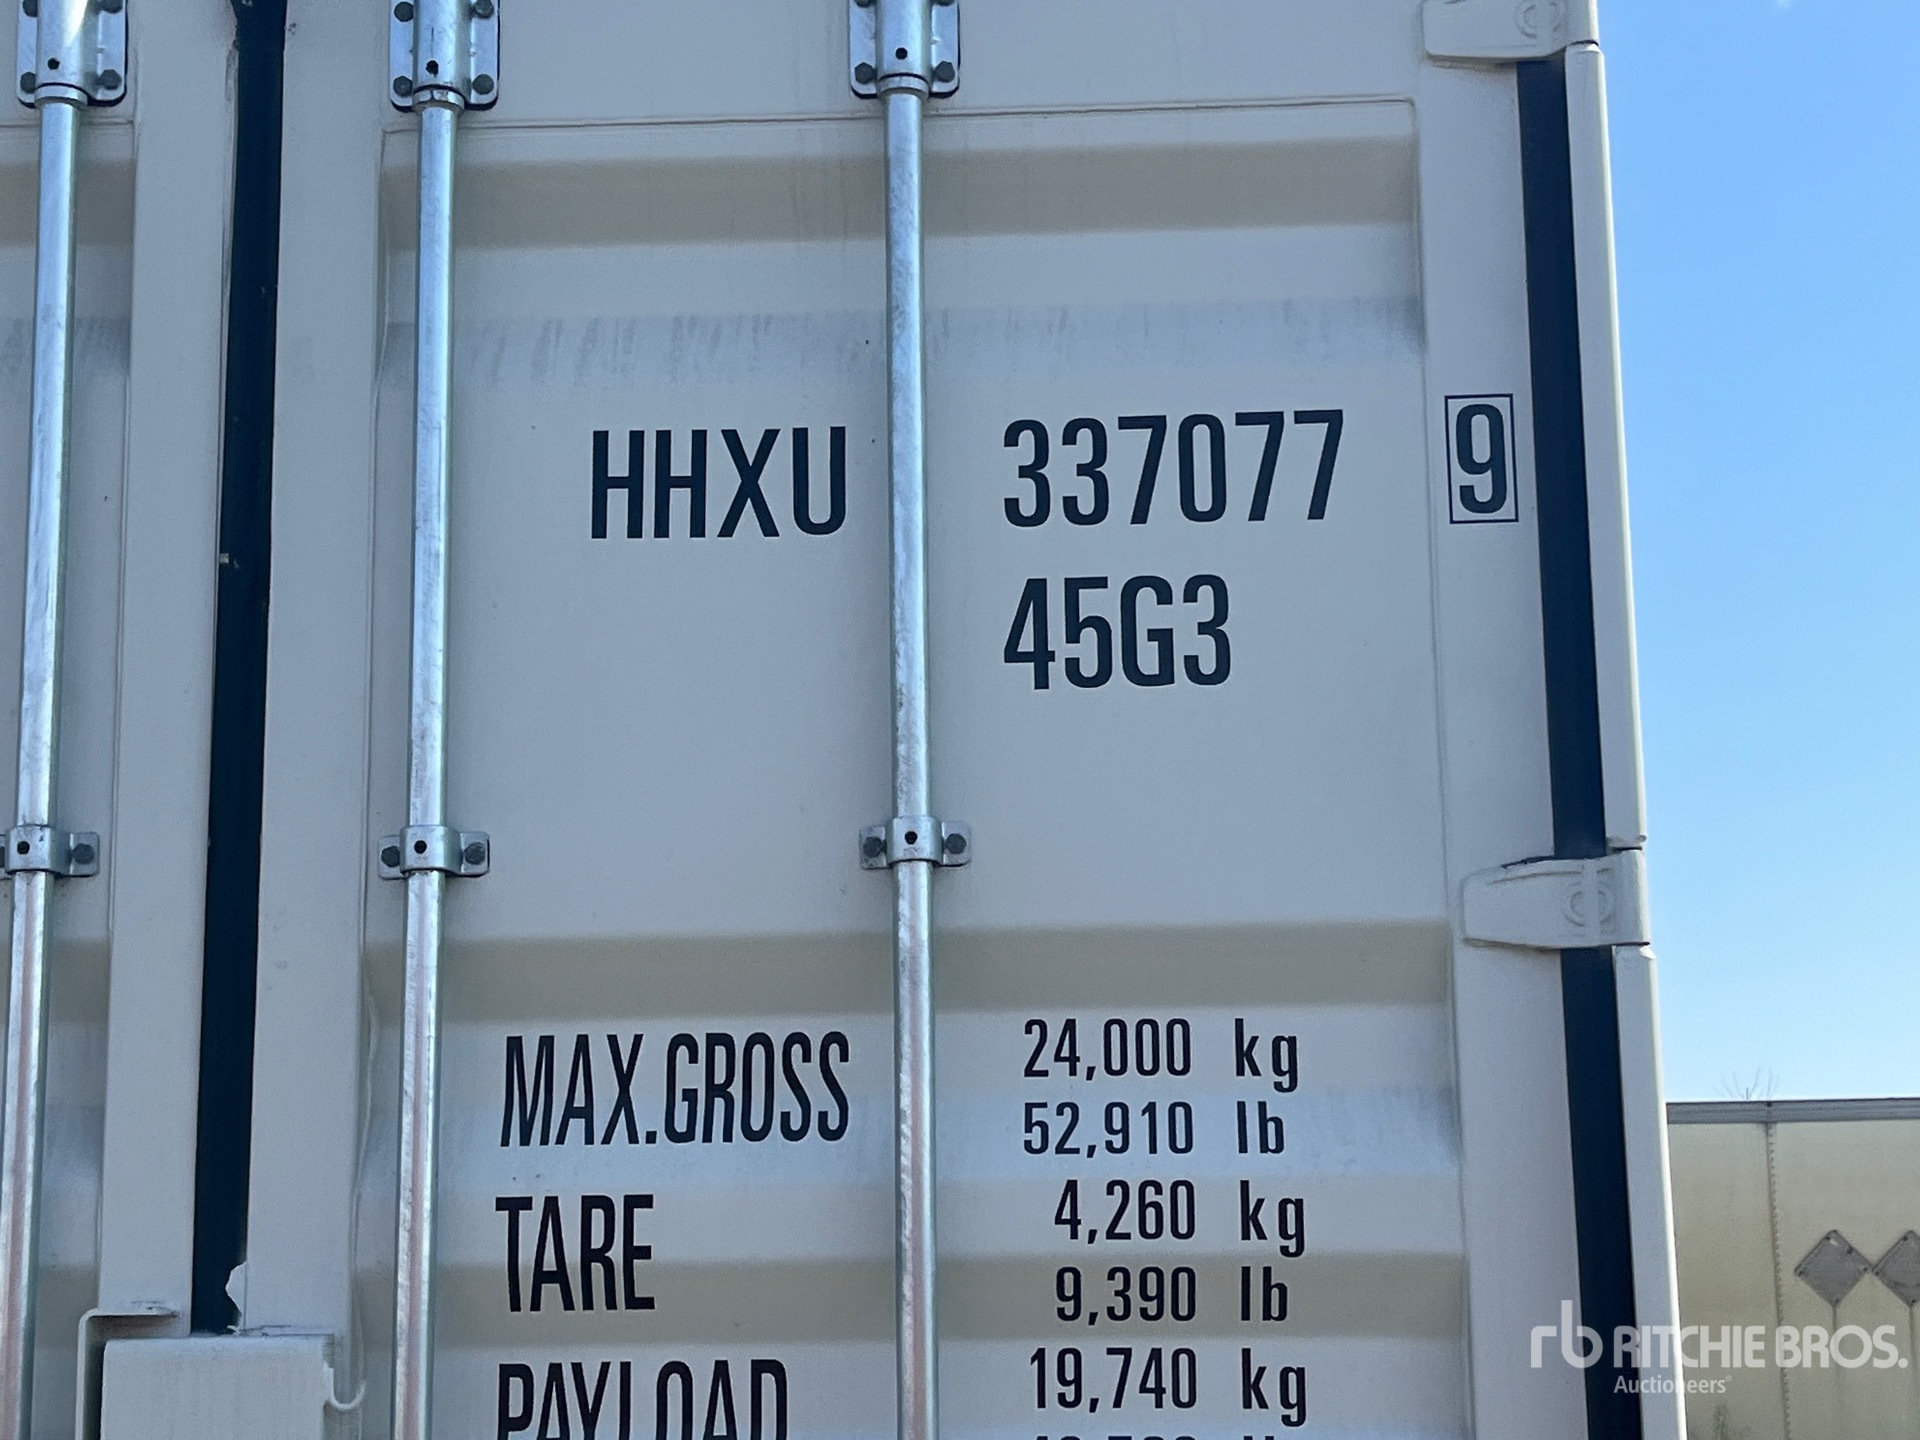 HHXU 337077 9
45G3
MAX.GROSS 24,000 kg
52,910 lb
TARE 4,260 kg
9,390 lb
PAYLOAD 19,740 kg
rb RITCHIE BROS.
Auctioneers